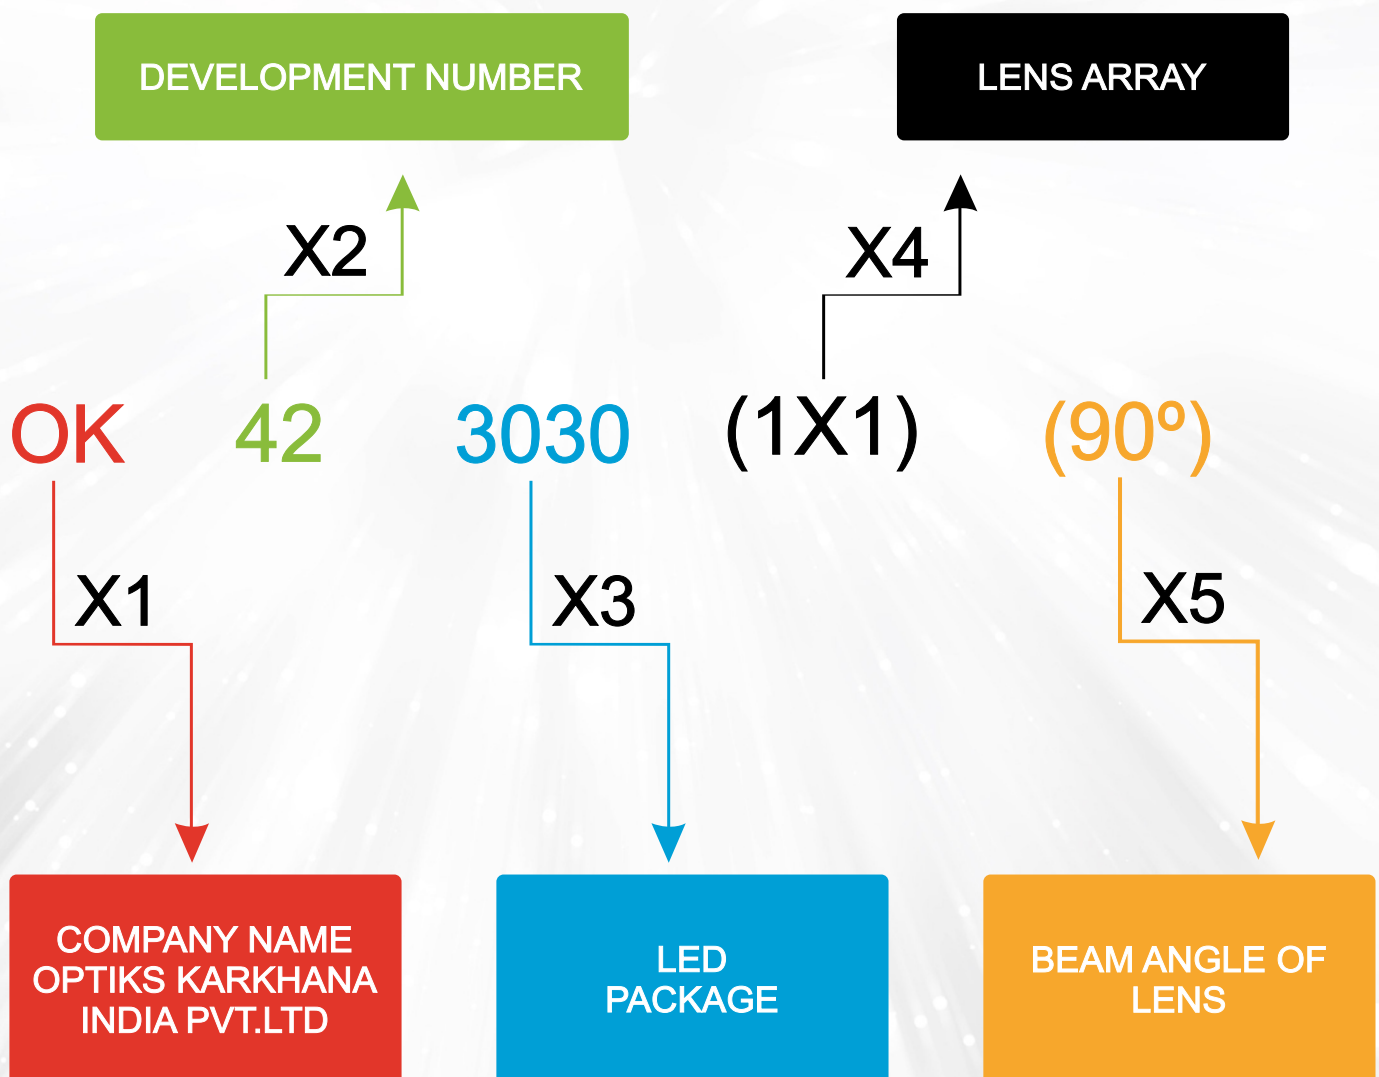 DEVELOPMENT NUMBER
LENS ARRAY
X2
X4
OK 42 3030 (1X1) (90º)
X1
X3
X5
COMPANY NAME
OPTIKS KARKHANA
INDIA PVT.LTD
LED
PACKAGE
BEAM ANGLE OF
LENS